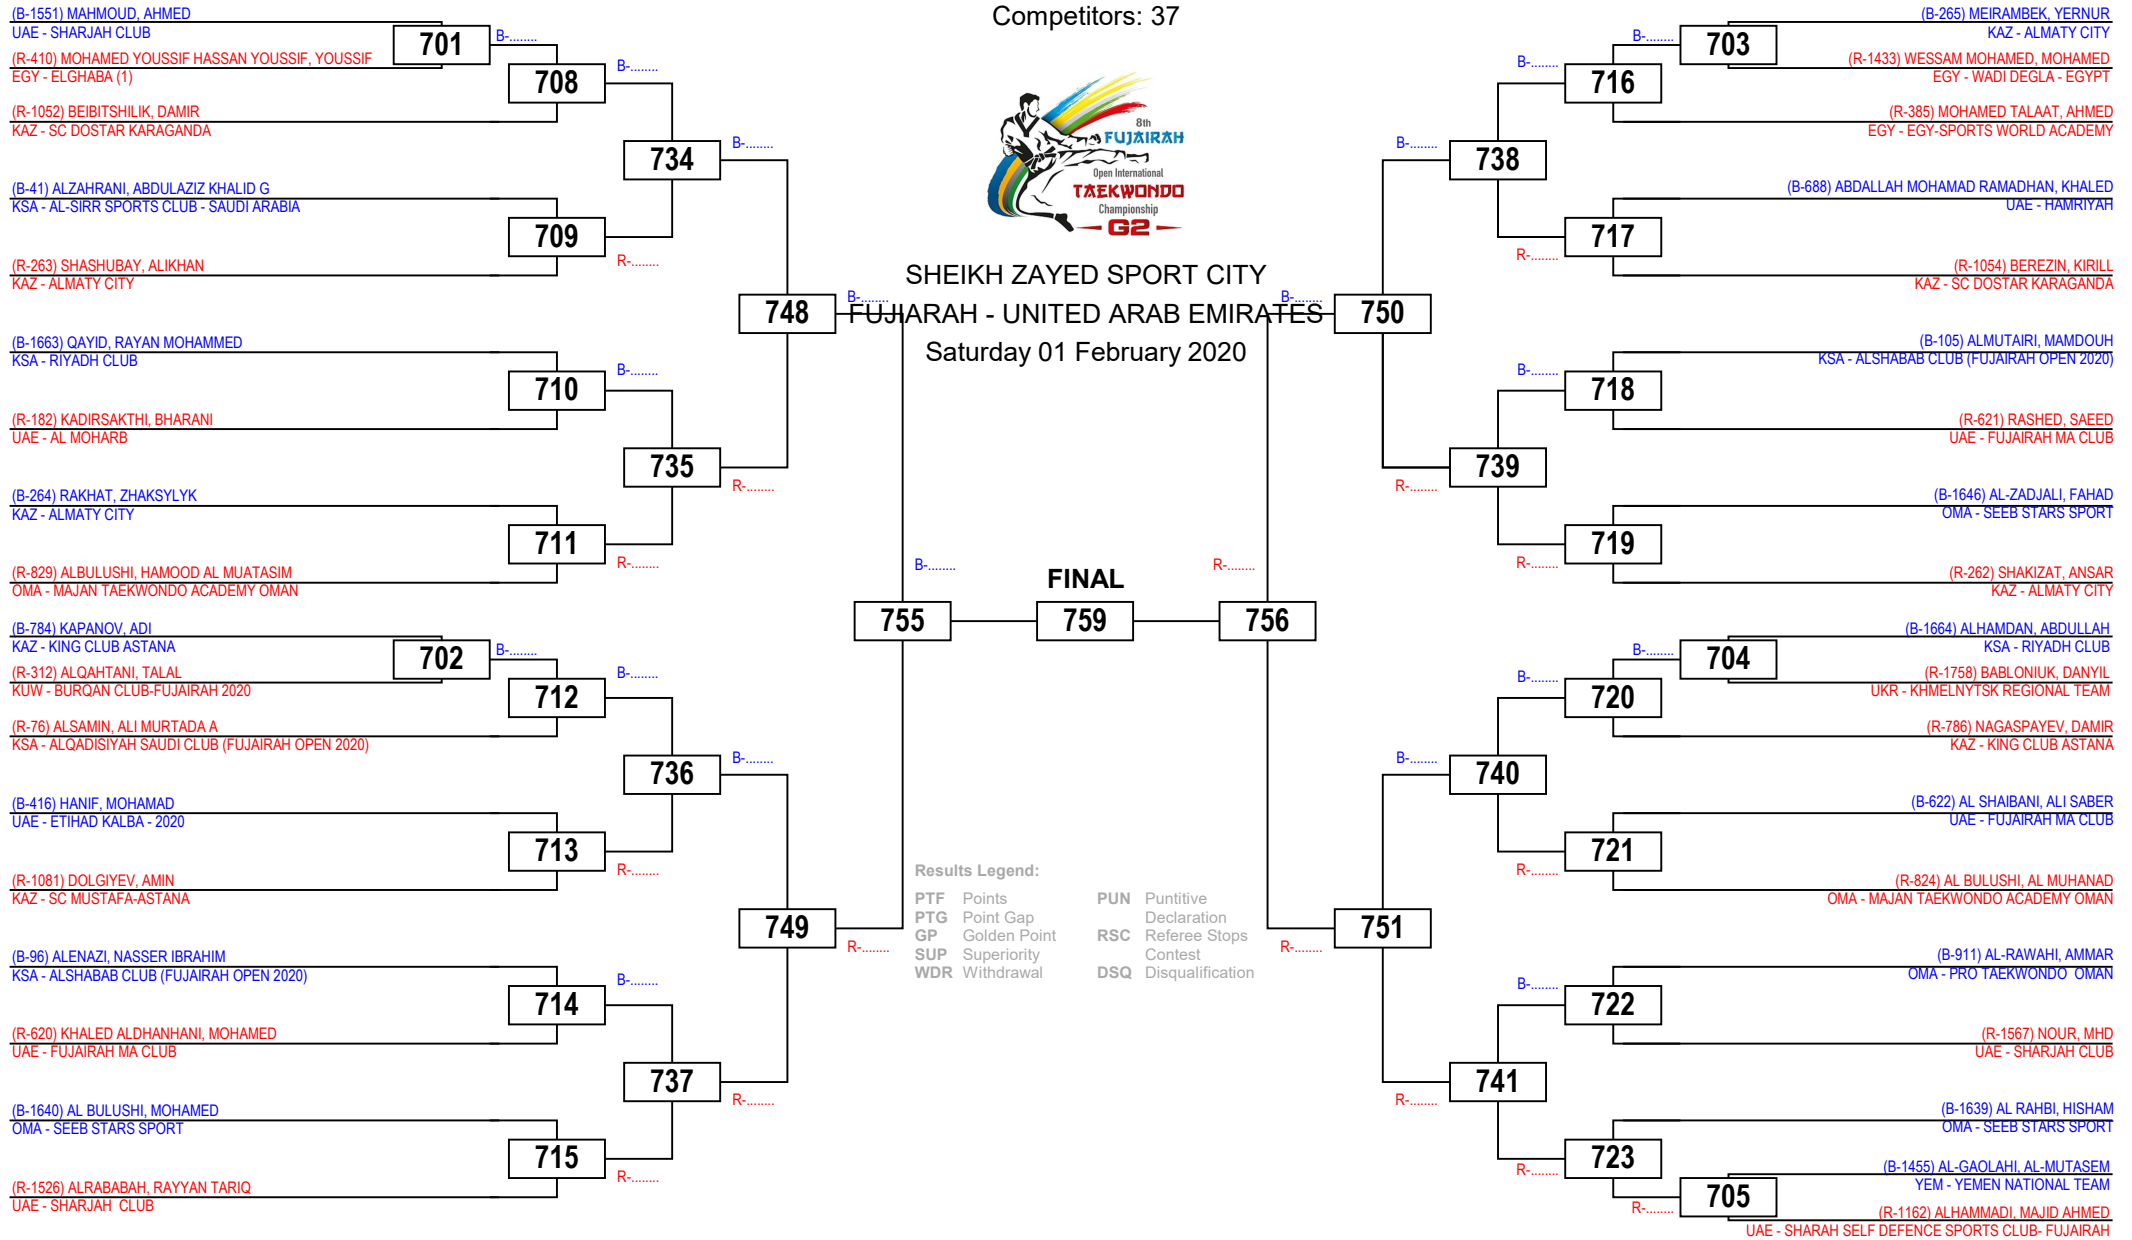 Competitors: 37
8th
FUJAIRAH
Open International
TAEKWONDO
Championship
G2
SHEIKH ZAYED SPORT CITY
FUJIARAH - UNITED ARAB EMIRATES
Saturday 01 February 2020
(B-1551) MAHMOUD, AHMED
UAE - SHARJAH CLUB
701
B-........
(R-410) MOHAMED YOUSSIF HASSAN YOUSSIF, YOUSSIF
EGY - ELGHABA (1)
708
B-........
(R-1052) BEIBITSHILIK, DAMIR
KAZ - SC DOSTAR KARAGANDA
734
B-........
(B-41) ALZAHRANI, ABDULAZIZ KHALID G
KSA - AL-SIRR SPORTS CLUB - SAUDI ARABIA
709
R-........
(R-263) SHASHUBAY, ALIKHAN
KAZ - ALMATY CITY
748
B-........
(B-1663) QAYID, RAYAN MOHAMMED
KSA - RIYADH CLUB
710
B-........
(R-182) KADIRSAKTHI, BHARANI
UAE - AL MOHARB
735
R-........
(B-264) RAKHAT, ZHAKSYLYK
KAZ - ALMATY CITY
711
R-........
(R-829) ALBULUSHI, HAMOOD AL MUATASIM
OMA - MAJAN TAEKWONDO ACADEMY OMAN
B-........
755
FINAL
759
R-........
756
(B-784) KAPANOV, ADI
KAZ - KING CLUB ASTANA
702
B-........
(R-312) ALQAHTANI, TALAL
KUW - BURQAN CLUB-FUJAIRAH 2020
712
B-........
(R-76) ALSAMIN, ALI MURTADA A
KSA - ALQADISIYAH SAUDI CLUB (FUJAIRAH OPEN 2020)
736
B-........
(B-416) HANIF, MOHAMAD
UAE - ETIHAD KALBA - 2020
713
R-........
(R-1081) DOLGIYEV, AMIN
KAZ - SC MUSTAFA-ASTANA
749
R-........
(B-96) ALENAZI, NASSER IBRAHIM
KSA - ALSHABAB CLUB (FUJAIRAH OPEN 2020)
714
B-........
(R-620) KHALED ALDHANHANI, MOHAMED
UAE - FUJAIRAH MA CLUB
737
R-........
(B-1640) AL BULUSHI, MOHAMED
OMA - SEEB STARS SPORT
715
R-........
(R-1526) ALRABABAH, RAYYAN TARIQ
UAE - SHARJAH  CLUB
Results Legend:
PTF Points
PTG Point Gap
GP Golden Point
SUP Superiority
WDR Withdrawal
PUN Puntitive
Declaration
RSC Referee Stops
Contest
DSQ Disqualification
(B-265) MEIRAMBEK, YERNUR
KAZ - ALMATY CITY
703
B-........
(R-1433) WESSAM MOHAMED, MOHAMED
EGY - WADI DEGLA - EGYPT
716
B-........
(R-385) MOHAMED TALAAT, AHMED
EGY - EGY-SPORTS WORLD ACADEMY
738
B-........
(B-688) ABDALLAH MOHAMAD RAMADHAN, KHALED
UAE - HAMRIYAH
717
R-........
(R-1054) BEREZIN, KIRILL
KAZ - SC DOSTAR KARAGANDA
750
B-........
(B-105) ALMUTAIRI, MAMDOUH
KSA - ALSHABAB CLUB (FUJAIRAH OPEN 2020)
718
B-........
(R-621) RASHED, SAEED
UAE - FUJAIRAH MA CLUB
739
R-........
(B-1646) AL-ZADJALI, FAHAD
OMA - SEEB STARS SPORT
719
R-........
(R-262) SHAKIZAT, ANSAR
KAZ - ALMATY CITY
(B-1664) ALHAMDAN, ABDULLAH
KSA - RIYADH CLUB
704
B-........
(R-1758) BABLONIUK, DANYIL
UKR - KHMELNYTSK REGIONAL TEAM
720
B-........
(R-786) NAGASPAYEV, DAMIR
KAZ - KING CLUB ASTANA
740
B-........
(B-622) AL SHAIBANI, ALI SABER
UAE - FUJAIRAH MA CLUB
721
R-........
(R-824) AL BULUSHI, AL MUHANAD
OMA - MAJAN TAEKWONDO ACADEMY OMAN
751
R-........
(B-911) AL-RAWAHI, AMMAR
OMA - PRO TAEKWONDO  OMAN
722
B-........
(R-1567) NOUR, MHD
UAE - SHARJAH CLUB
741
R-........
(B-1639) AL RAHBI, HISHAM
OMA - SEEB STARS SPORT
723
R-........
(B-1455) AL-GAOLAHI, AL-MUTASEM
YEM - YEMEN NATIONAL TEAM
705
R-........
(R-1162) ALHAMMADI, MAJID AHMED
UAE - SHARAH SELF DEFENCE SPORTS CLUB- FUJAIRAH